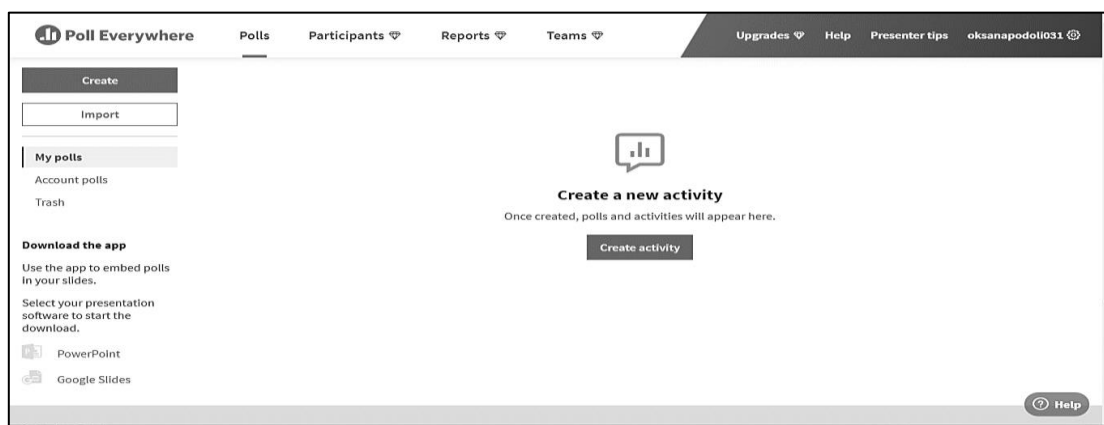 Poll Everywhere
Polls
Participants
Reports
Teams
Upgrades
Help
Presenter tips
oksanapodoli031
Create
Import
My polls
Account polls
Trash
Download the app
Use the app to embed polls
in your slides.
Select your presentation
software to start the
download.
PowerPoint
Google Slides
Create a new activity
Once created, polls and activities will appear here.
Create activity
Help